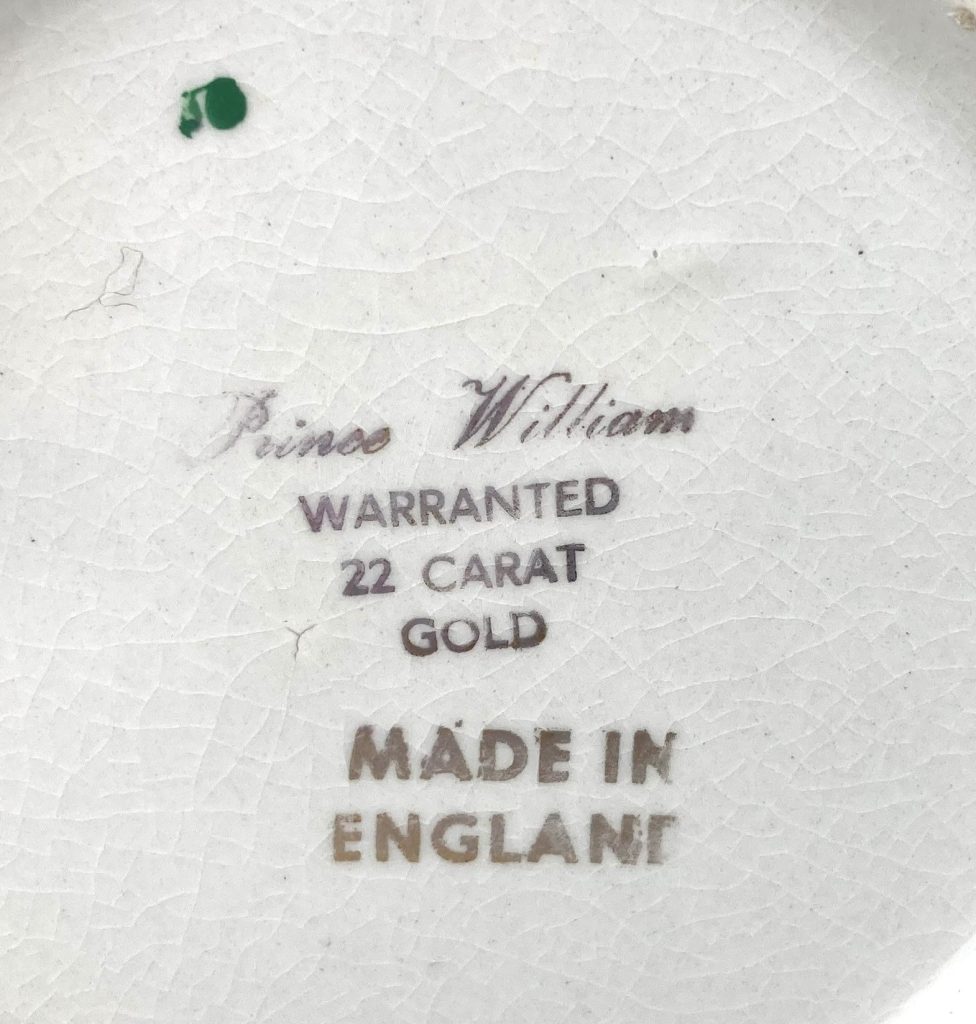 Prince William
WARRANTED
22 CARAT
GOLD
MADE IN
ENGLAND